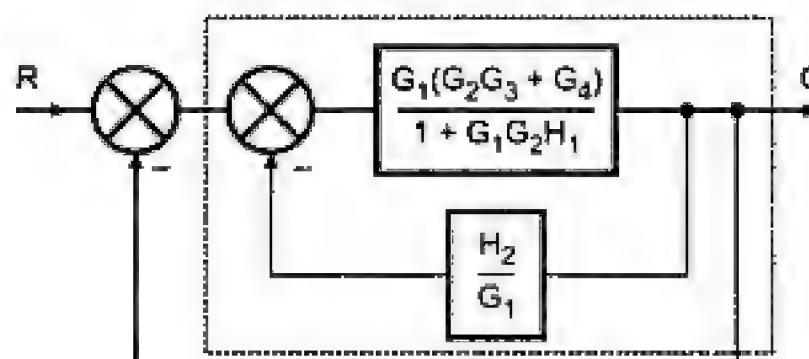 R
G₁(G₂G₃ + G₄)
1 + G₁G₂H₁
C
−
−
H₂
G₁